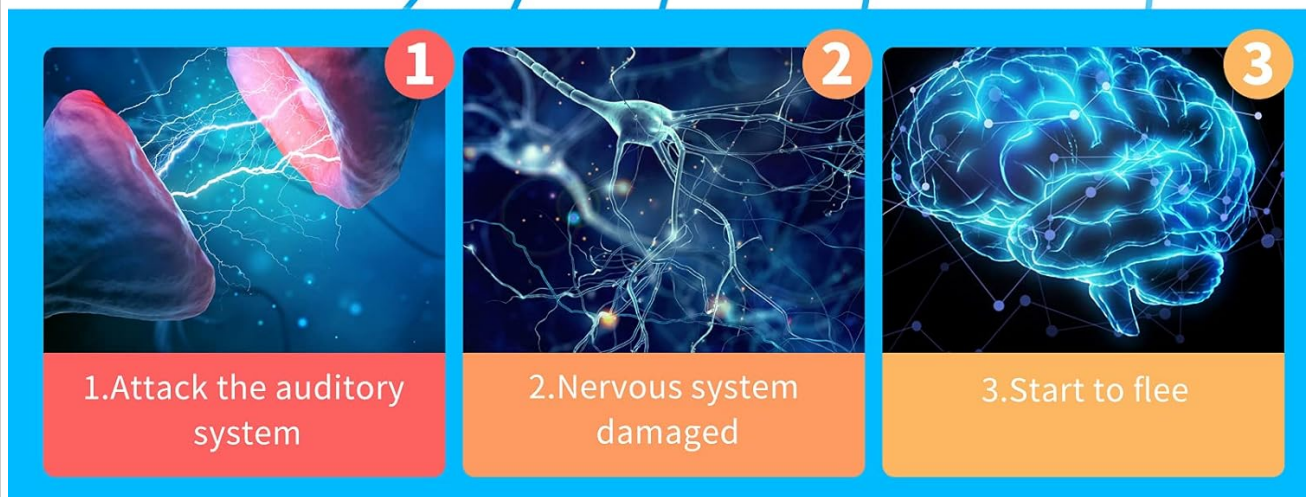 1
2
3
1.Attack the auditory
system
2.Nervous system
damaged
3.Start to flee